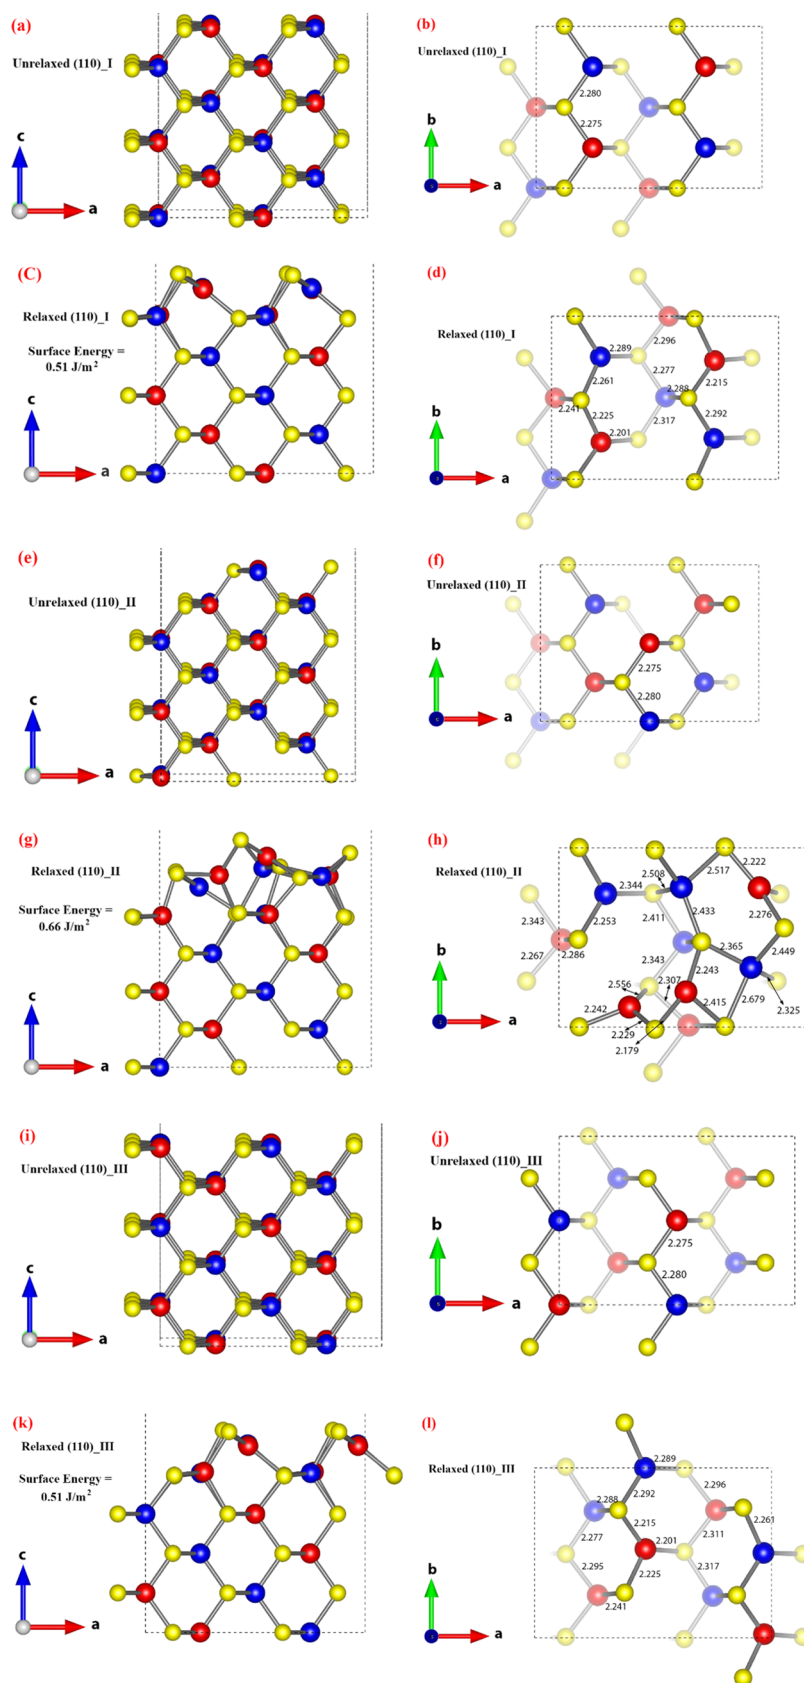 (a)
Unrelaxed (110)_I
c
a
(b)
Unrelaxed (110)_I
2.280
2.275
b
a
(C)
Relaxed (110)_I
Surface Energy =
0.51 J/m²
c
a
(d)
Relaxed (110)_I
2.289
2.296
2.261
2.277
2.215
2.241
2.288
2.225
2.292
2.201
2.317
b
a
(e)
Unrelaxed (110)_II
c
a
(f)
Unrelaxed (110)_II
2.275
2.280
b
a
(g)
Relaxed (110)_II
Surface Energy =
0.66 J/m²
c
a
(h)
Relaxed (110)_II
2.517
2.222
2.508
2.344
2.276
2.343
2.253
2.411
2.433
2.449
2.267
2.286
2.343
2.365
2.556
2.307
2.243
2.242
2.415
2.679
2.325
2.229
2.179
b
a
(i)
Unrelaxed (110)_III
c
a
(j)
Unrelaxed (110)_III
2.275
2.280
b
a
(k)
Relaxed (110)_III
Surface Energy =
0.51 J/m²
c
a
(l)
Relaxed (110)_III
2.289
2.296
2.288
2.292
2.261
2.277
2.215
2.311
2.201
2.295
2.225
2.317
2.241
b
a